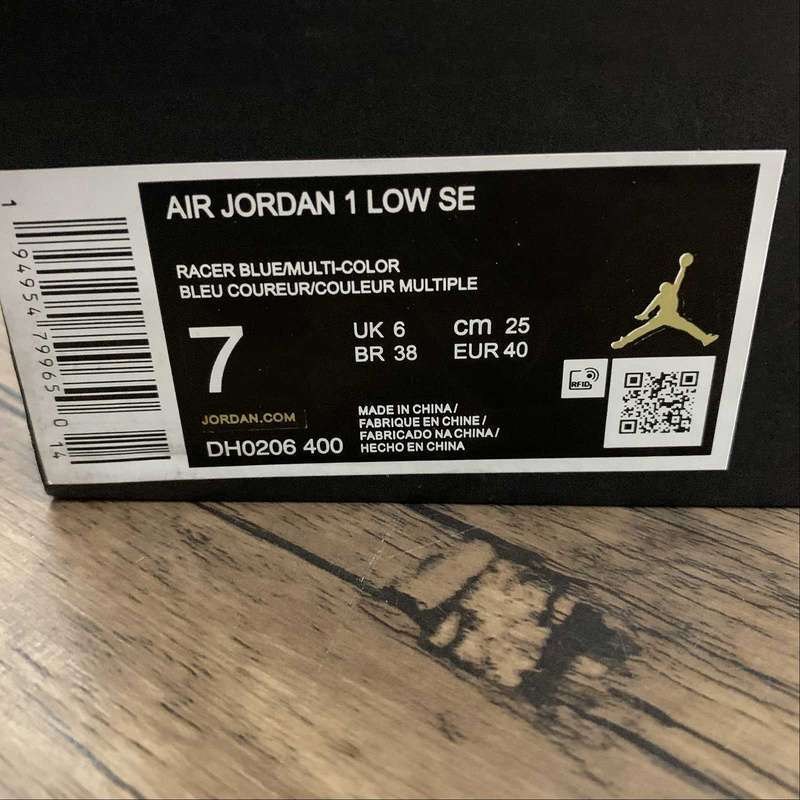 AIR JORDAN 1 LOW SE
RACER BLUE/MULTI-COLOR
BLEU COUREUR/COULEUR MULTIPLE
7
UK 6 cm 25
BR 38 EUR 40
RFID
JORDAN.COM
DH0206 400
MADE IN CHINA/
FABRIQUE EN CHINE/
FABRICADO NA CHINA/
HECHO EN CHINA
1 94954 79965 0 14